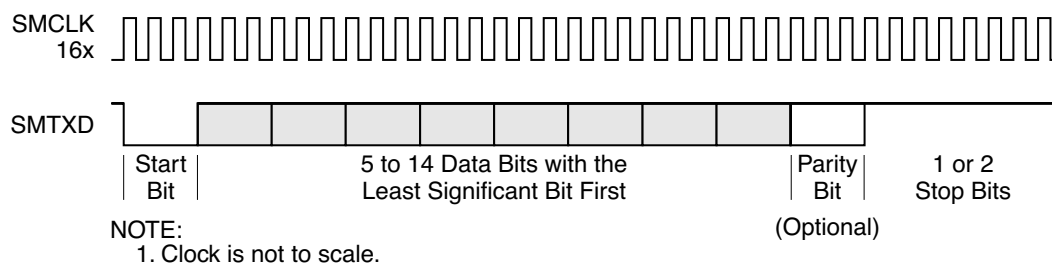 SMCLK
16x
SMTXD
Start
Bit
5 to 14 Data Bits with the
Least Significant Bit First
Parity
Bit
(Optional)
1 or 2
Stop Bits
NOTE:
1. Clock is not to scale.